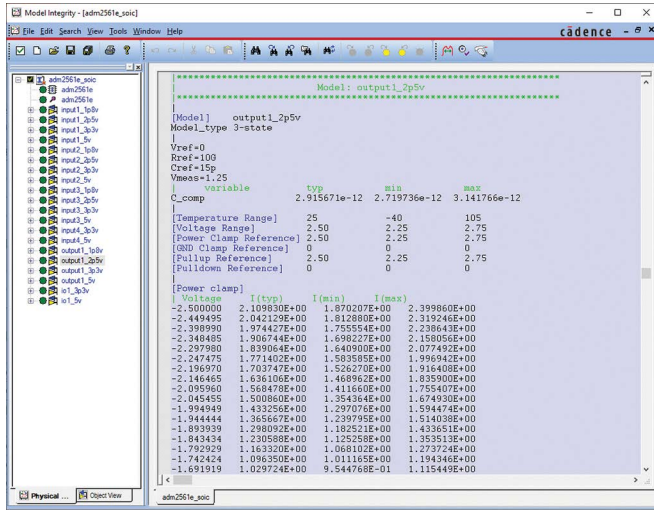 Model Integrity - [adm2561e_soic]
File Edit Search View Tools Window Help
cādence
adm2561e_soic
adm2561e
adm2561e
input1_1p8v
input1_2p5v
input1_3p3v
input1_5v
input2_1p8v
input2_2p5v
input2_3p3v
input2_5v
input3_1p8v
input3_2p5v
input3_3p3v
input3_5v
input4_3p3v
input4_5v
output1_1p8v
output1_2p5v
output1_3p3v
output1_5v
io1_3p3v
io1_5v
Physical ... Object View
|************************************************************
Model: output1_2p5v
|************************************************************
|
[Model] output1_2p5v
Model_type 3-state
|
Vref=0
Rref=10G
Cref=15p
Vmeas=1.25
| variable typ min max
C_comp 2.915671e-12 2.719736e-12 3.141766e-12
|
[Temperature Range] 25 -40 105
[Voltage Range] 2.50 2.25 2.75
[Power Clamp Reference] 2.50 2.25 2.75
[GND Clamp Reference] 0 0 0
[Pullup Reference] 2.50 2.25 2.75
[Pulldown Reference] 0 0 0
|
[Power clamp]
| Voltage I(typ) I(min) I(max)
-2.500000 2.109830E+00 1.870207E+00 2.399860E+00
-2.449495 2.042129E+00 1.812880E+00 2.319246E+00
-2.398990 1.974427E+00 1.755554E+00 2.238643E+00
-2.348485 1.906744E+00 1.698227E+00 2.158056E+00
-2.297980 1.839064E+00 1.640900E+00 2.077492E+00
-2.247475 1.771402E+00 1.583585E+00 1.996942E+00
-2.196970 1.703747E+00 1.526270E+00 1.916408E+00
-2.146465 1.636106E+00 1.468962E+00 1.835900E+00
-2.095960 1.568478E+00 1.411660E+00 1.755407E+00
-2.045455 1.500860E+00 1.354364E+00 1.674930E+00
-1.994949 1.433256E+00 1.297076E+00 1.594474E+00
-1.944444 1.365667E+00 1.239795E+00 1.514038E+00
-1.893939 1.298092E+00 1.182521E+00 1.433651E+00
-1.843434 1.230588E+00 1.125258E+00 1.353513E+00
-1.792929 1.163320E+00 1.068102E+00 1.273724E+00
-1.742424 1.096350E+00 1.011165E+00 1.194346E+00
-1.691919 1.029724E+00 9.544768E-01 1.115449E+00
adm2561e_soic